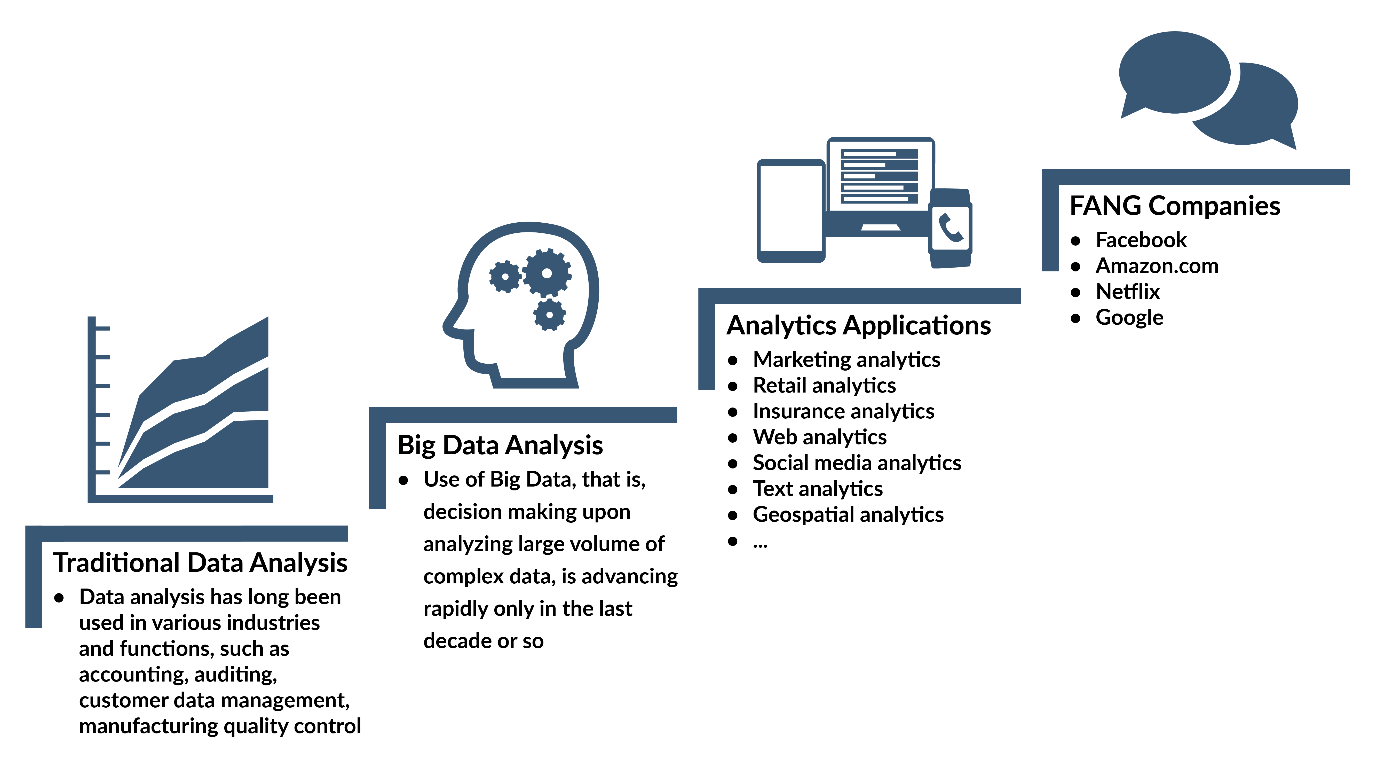 Traditional Data Analysis
● Data analysis has long been
used in various industries
and functions, such as
accounting, auditing,
customer data management,
manufacturing quality control
Big Data Analysis
● Use of Big Data, that is,
decision making upon
analyzing large volume of
complex data, is advancing
rapidly only in the last
decade or so
Analytics Applications
● Marketing analytics
● Retail analytics
● Insurance analytics
● Web analytics
● Social media analytics
● Text analytics
● Geospatial analytics
● ...
FANG Companies
● Facebook
● Amazon.com
● Netflix
● Google